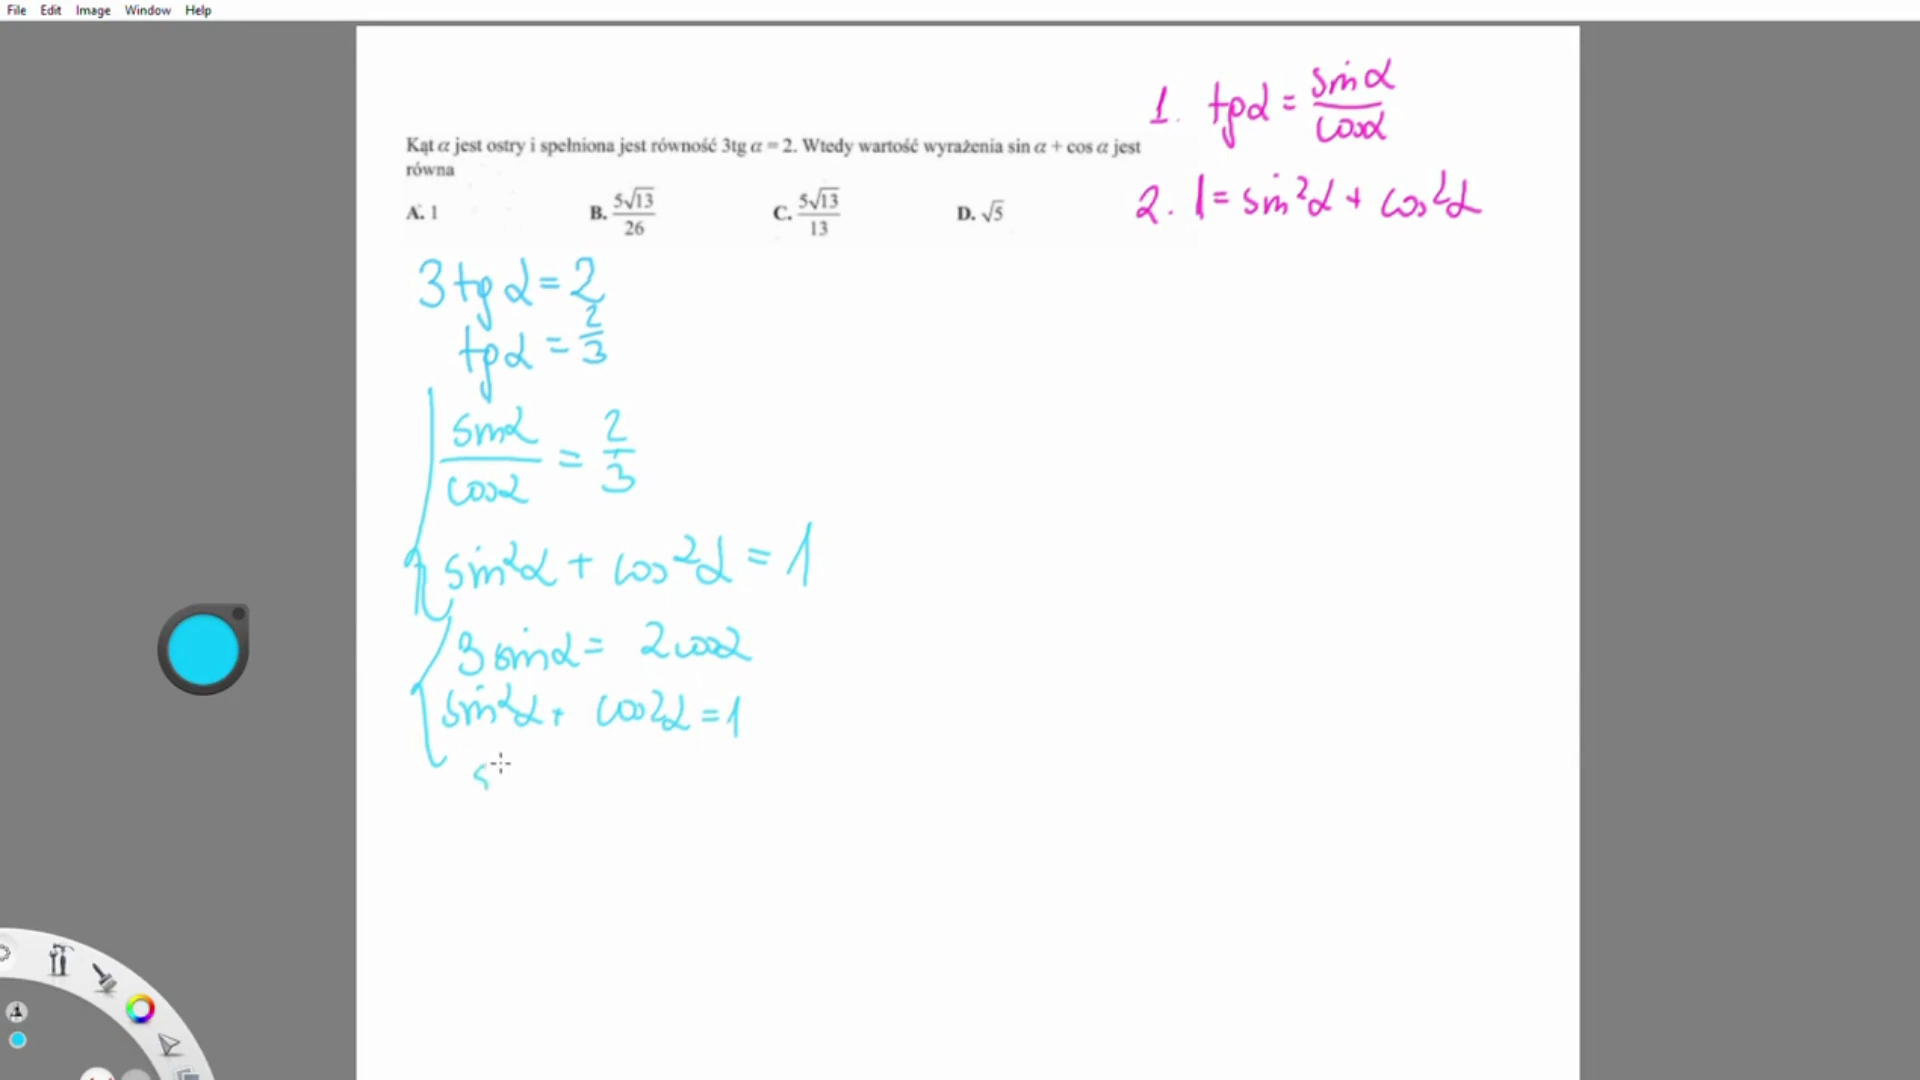 File Edit Image Window Help
Kąt α jest ostry i spełniona jest równość 3tg α = 2. Wtedy wartość wyrażenia sin α + cos α jest
równa
A. 1 B. 5√13/26 C. 5√13/13 D. √5
1. tgα = sinα/cosα
2. 1 = sin²α + cos²α
3tgα = 2
tgα = 2/3
sinα/cosα = 2/3
sin²α + cos²α = 1
3sinα = 2cosα
sin²α + cos²α = 1
s